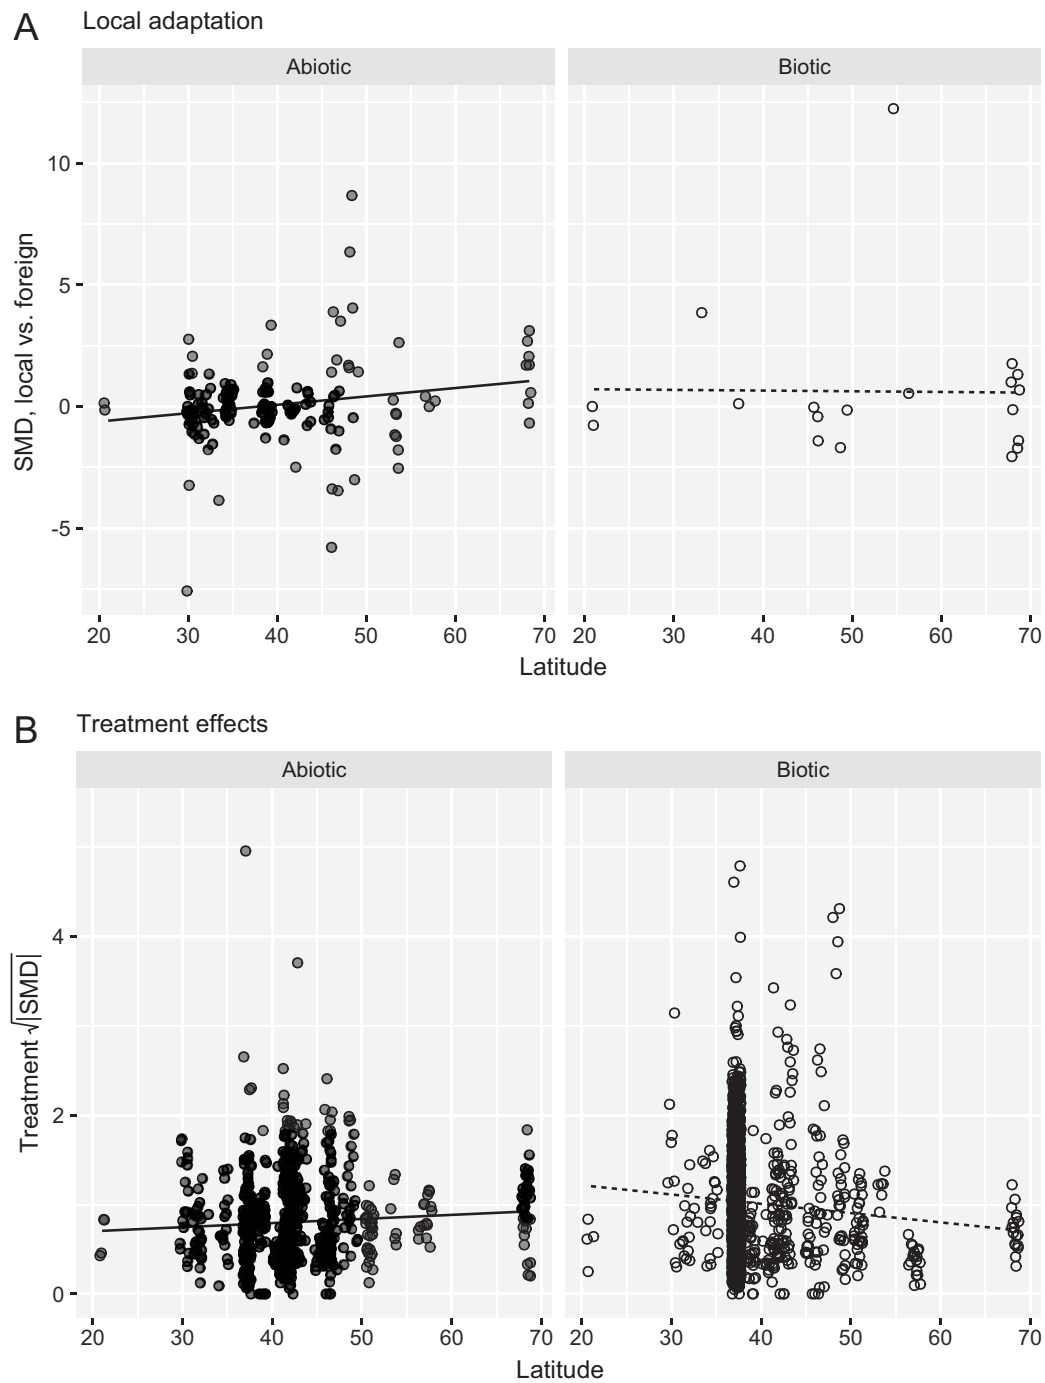 A Local adaptation
Abiotic
Biotic
SMD, local vs. foreign
10
5
0
-5
20 30 40 50 60 70
20 30 40 50 60 70
Latitude
B Treatment effects
Abiotic
Biotic
Treatment √|SMD|
4
2
0
20 30 40 50 60 70
20 30 40 50 60 70
Latitude